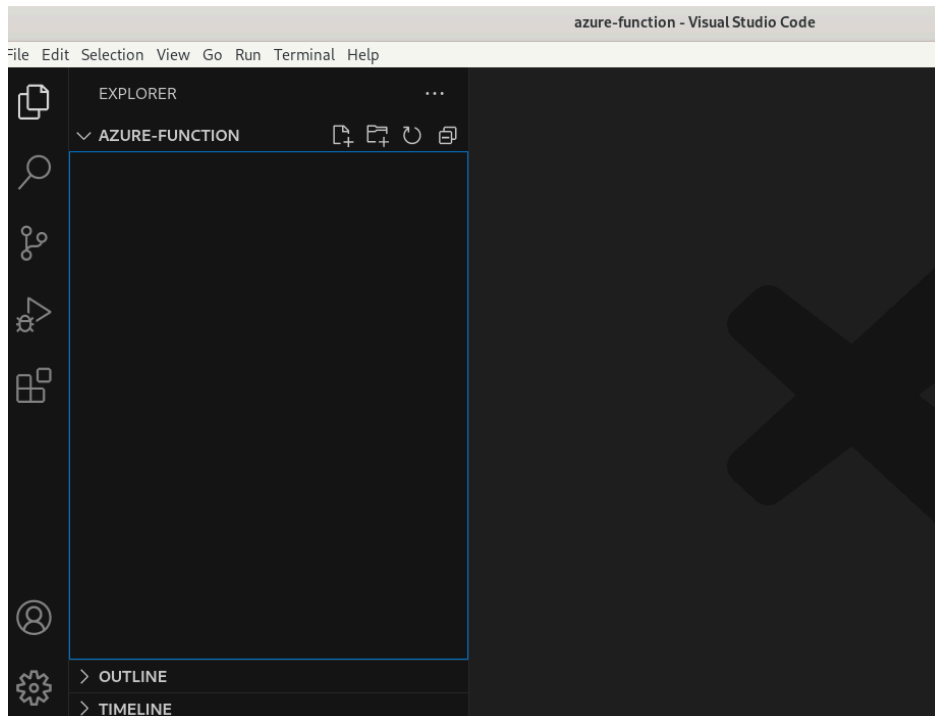 azure-function - Visual Studio Code
File Edit Selection View Go Run Terminal Help
EXPLORER
AZURE-FUNCTION
OUTLINE
TIMELINE